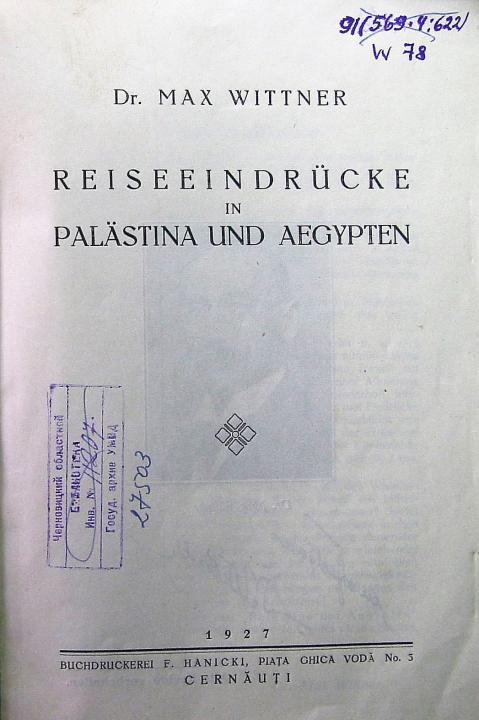 91(569.4:622)
W 78
Dr. MAX WITTNER
REISEEINDRÜCKE
IN
PALÄSTINA UND AEGYPTEN
Черновицкий областной
БИБЛИОТЕКА
Инв. №
Госуд. архив УМВД
27503
1927
BUCHDRUCKEREI F. HANICKI, PIAȚA GHICA VODĂ No. 3
CERNĂUȚI